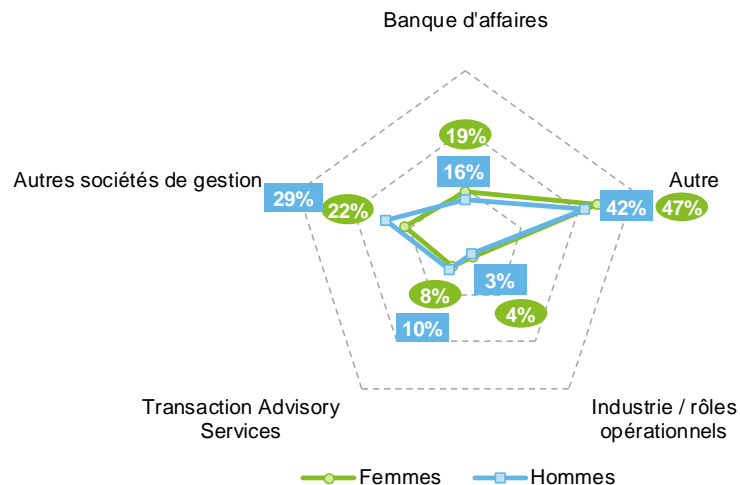 Banque d'affaires
19%
16%
Autres sociétés de gestion
29%
22%
Autre
42%
47%
3%
4%
8%
10%
Transaction Advisory
Services
Industrie / rôles
opérationnels
Femmes
Hommes